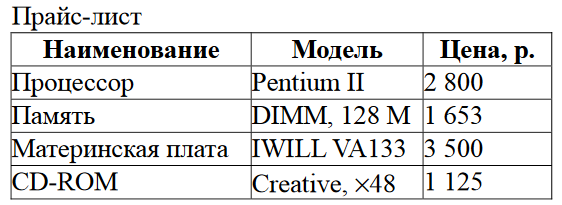 Прайс-лист
Наименование Модель Цена, р.
Процессор Pentium II 2 800
Память DIMM, 128 M 1 653
Материнская плата IWILL VA133 3 500
CD-ROM Creative, ×48 1 125